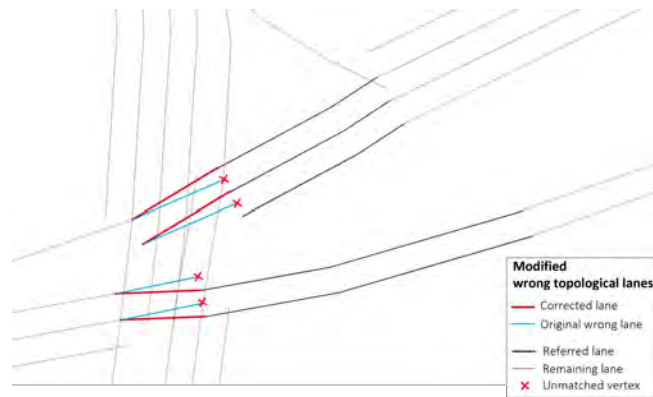 Modified
wrong topological lanes
Corrected lane
Original wrong lane
Referred lane
Remaining lane
Unmatched vertex